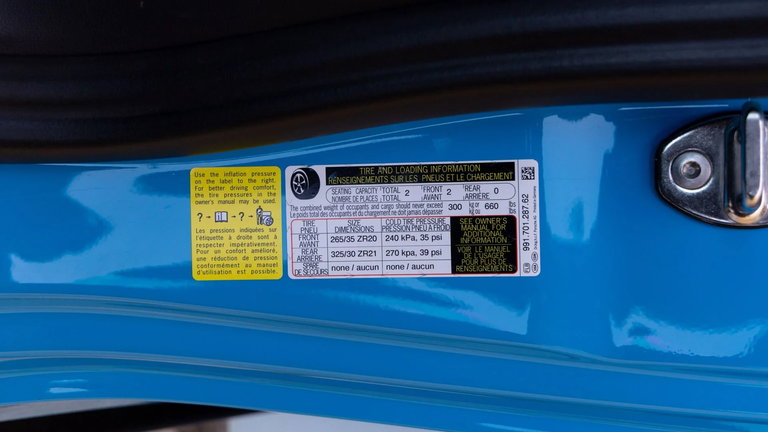 Use the inflation pressure
on the label to the right.
For better driving comfort,
the tire pressures in the
owner's manual may be used.
? → → ? →
Les pressions indiquées sur
l'étiquette à droite sont à
respecter impérativement.
Pour un confort amélioré,
une réduction de pression
conformément au manuel
d'utilisation est possible.
TIRE AND LOADING INFORMATION
RENSEIGNEMENTS SUR LES PNEUS ET LE CHARGEMENT
SEATING CAPACITY TOTAL 2 FRONT 2 REAR 0
NOMBRE DE PLACES TOTAL AVANT ARRIÈRE
The combined weight of occupants and cargo should never exceed 300 kg or 660 lbs
Le poids total des occupants et du chargement ne doit jamais dépasser kg ou lb
TIRE SIZE COLD TIRE PRESSURE
PNEU DIMENSIONS PRESSION PNEU A FROID
FRONT
AVANT 265/35 ZR20 240 kPa, 35 psi
REAR
ARRIÈRE 325/30 ZR21 270 kPa, 39 psi
SPARE
DE SECOURS none / aucun none / aucun
SEE OWNER'S
MANUAL FOR
ADDITIONAL
INFORMATION
VOIR LE MANUEL
DE L'USAGER
POUR PLUS DE
RENSEIGNEMENTS
991.701.287.62